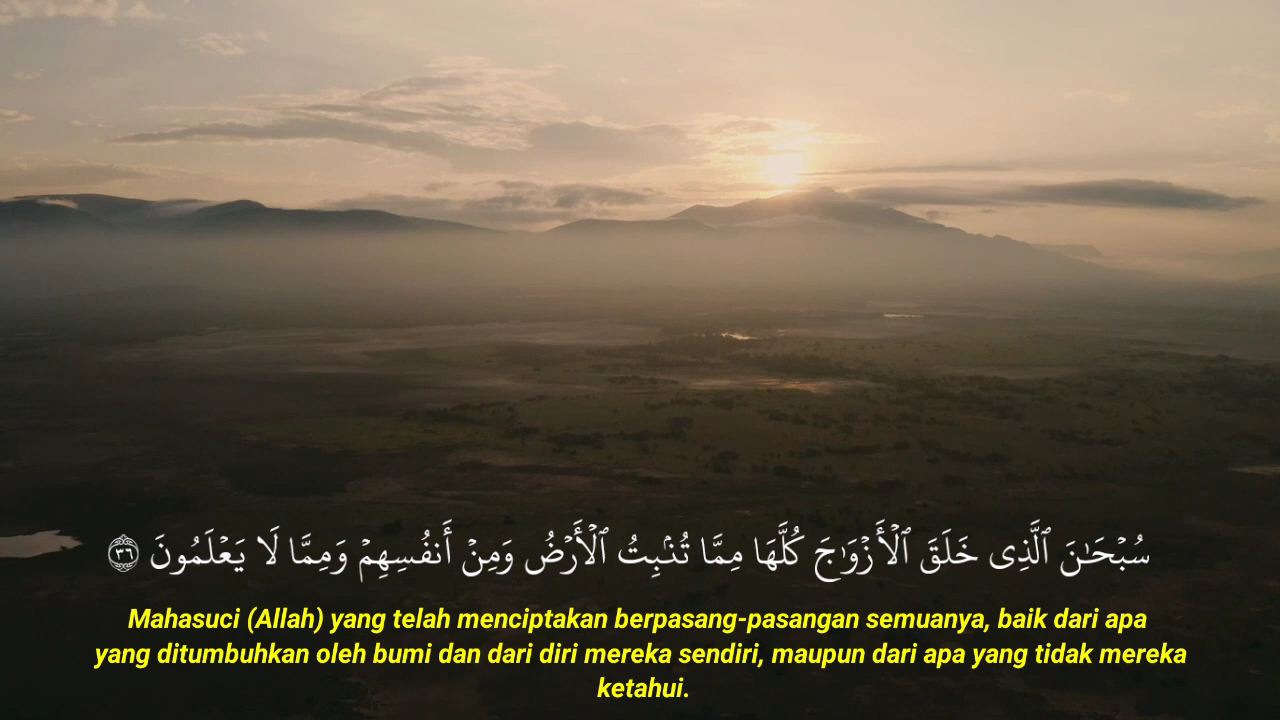 سُبْحَـٰنَ ٱلَّذِى خَلَقَ ٱلْأَزْوَٰجَ كُلَّهَا مِمَّا تُنۢبِتُ ٱلْأَرْضُ وَمِنْ أَنفُسِهِمْ وَمِمَّا لَا يَعْلَمُونَ ٣٦
Mahasuci (Allah) yang telah menciptakan berpasang-pasangan semuanya, baik dari apa
yang ditumbuhkan oleh bumi dan dari diri mereka sendiri, maupun dari apa yang tidak mereka
ketahui.